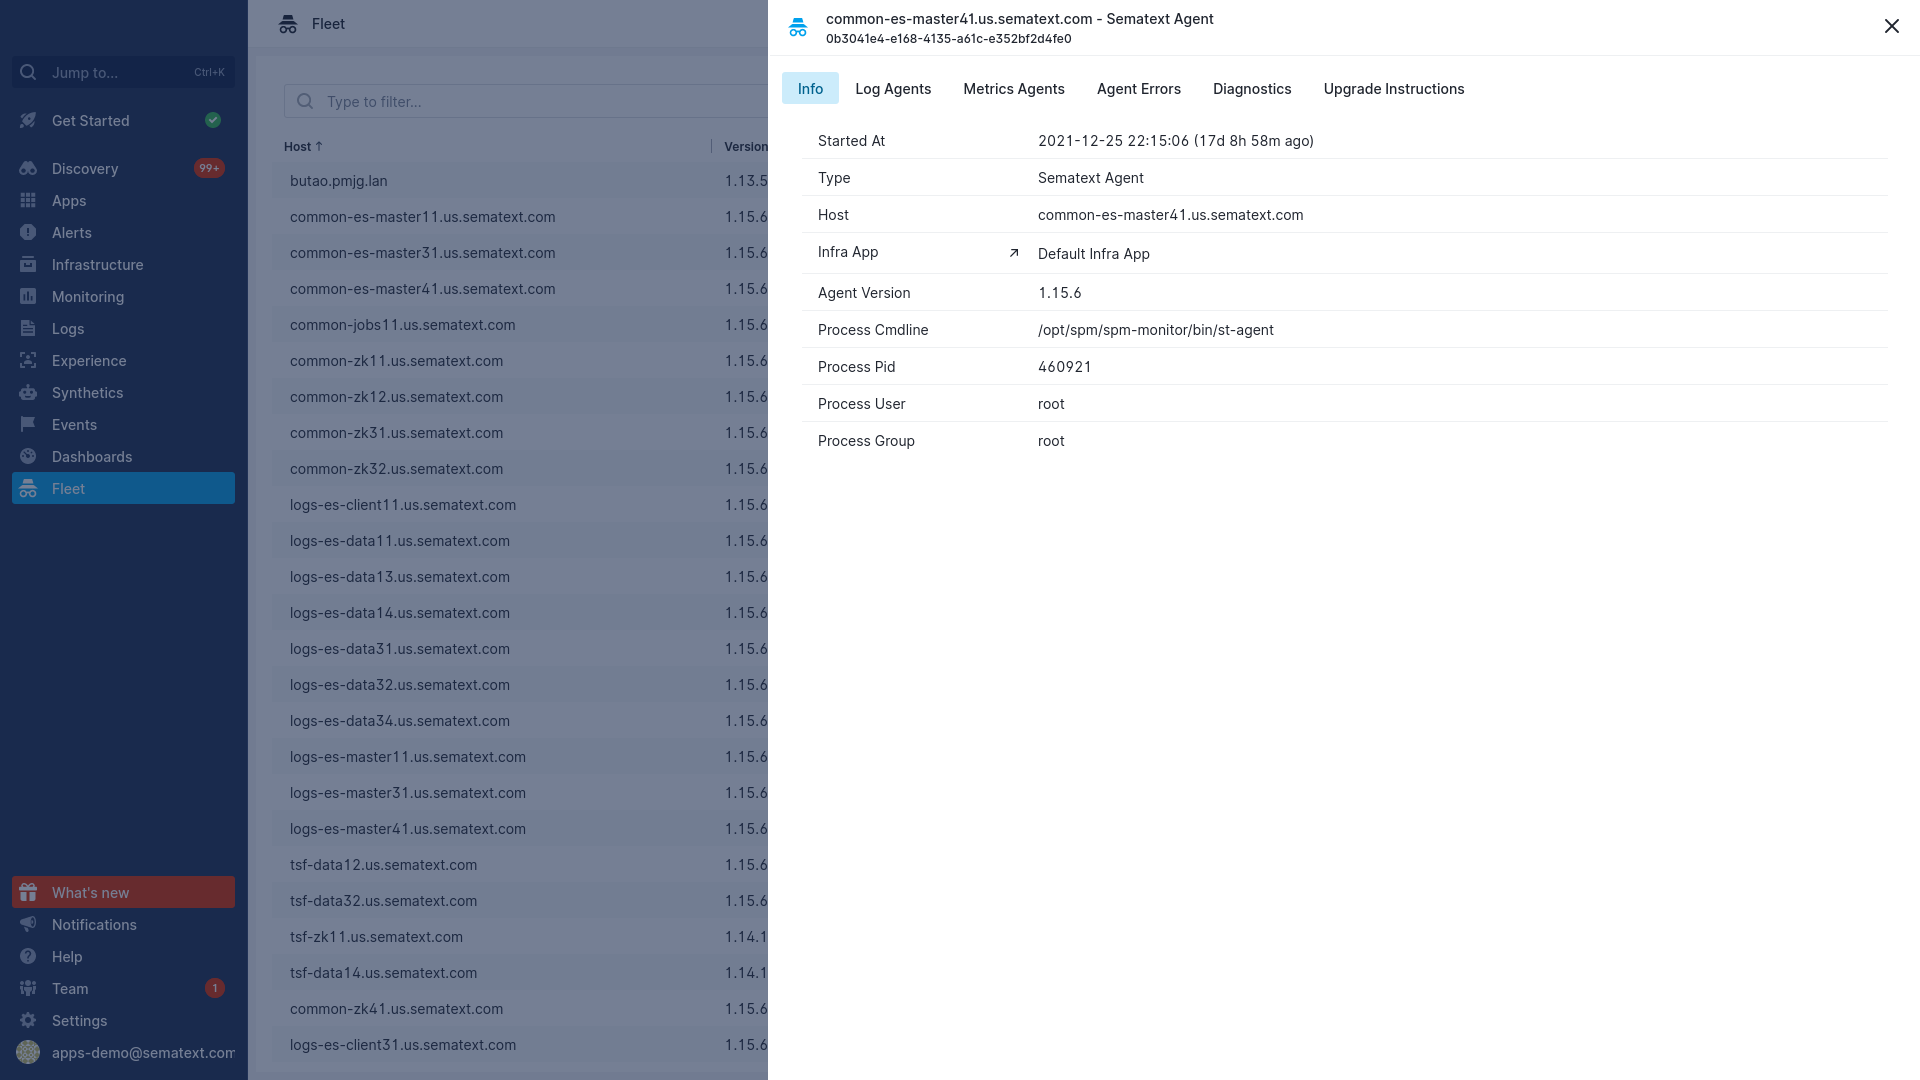 Jump to... Ctrl+K
Get Started
Discovery 99+
Apps
Alerts
Infrastructure
Monitoring
Logs
Experience
Synthetics
Events
Dashboards
Fleet
What's new
Notifications
Help
Team 1
Settings
apps-demo@sematext.com
Fleet
Type to filter...
Host ↑ Version
butao.pmjg.lan 1.13.5
common-es-master11.us.sematext.com 1.15.6
common-es-master31.us.sematext.com 1.15.6
common-es-master41.us.sematext.com 1.15.6
common-jobs11.us.sematext.com 1.15.6
common-zk11.us.sematext.com 1.15.6
common-zk12.us.sematext.com 1.15.6
common-zk31.us.sematext.com 1.15.6
common-zk32.us.sematext.com 1.15.6
logs-es-client11.us.sematext.com 1.15.6
logs-es-data11.us.sematext.com 1.15.6
logs-es-data13.us.sematext.com 1.15.6
logs-es-data14.us.sematext.com 1.15.6
logs-es-data31.us.sematext.com 1.15.6
logs-es-data32.us.sematext.com 1.15.6
logs-es-data34.us.sematext.com 1.15.6
logs-es-master11.us.sematext.com 1.15.6
logs-es-master31.us.sematext.com 1.15.6
logs-es-master41.us.sematext.com 1.15.6
tsf-data12.us.sematext.com 1.15.6
tsf-data32.us.sematext.com 1.15.6
tsf-zk11.us.sematext.com 1.14.1
tsf-data14.us.sematext.com 1.14.1
common-zk41.us.sematext.com 1.15.6
logs-es-client31.us.sematext.com 1.15.6
common-es-master41.us.sematext.com - Sematext Agent
0b3041e4-e168-4135-a61c-e352bf2d4fe0
Info Log Agents Metrics Agents Agent Errors Diagnostics Upgrade Instructions
Started At 2021-12-25 22:15:06 (17d 8h 58m ago)
Type Sematext Agent
Host common-es-master41.us.sematext.com
Infra App Default Infra App
Agent Version 1.15.6
Process Cmdline /opt/spm/spm-monitor/bin/st-agent
Process Pid 460921
Process User root
Process Group root